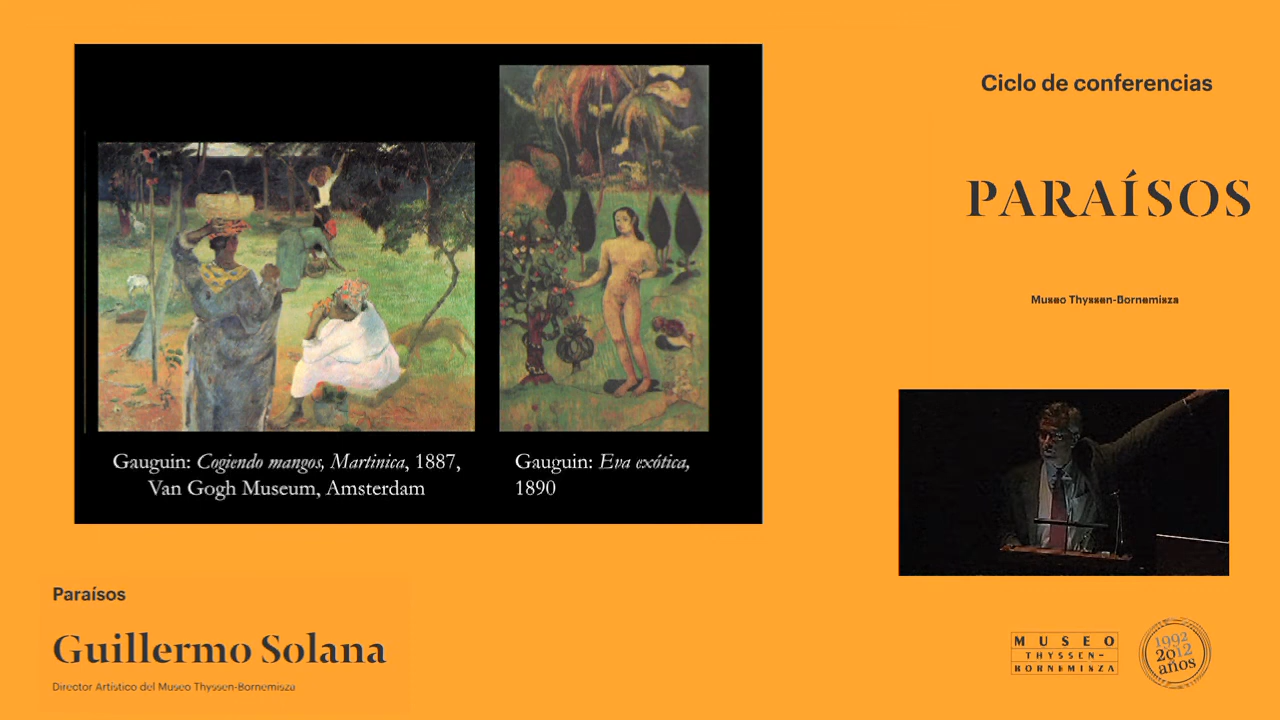 Ciclo de conferencias
PARAÍSOS
Museo Thyssen-Bornemisza
Gauguin: Cogiendo mangos, Martinica, 1887,
Van Gogh Museum, Amsterdam
Gauguin: Eva exótica,
1890
Paraísos
Guillermo Solana
Director Artístico del Museo Thyssen-Bornemisza
MUSEO
THYSSEN-
BORNEMISZA
1992
2012
años